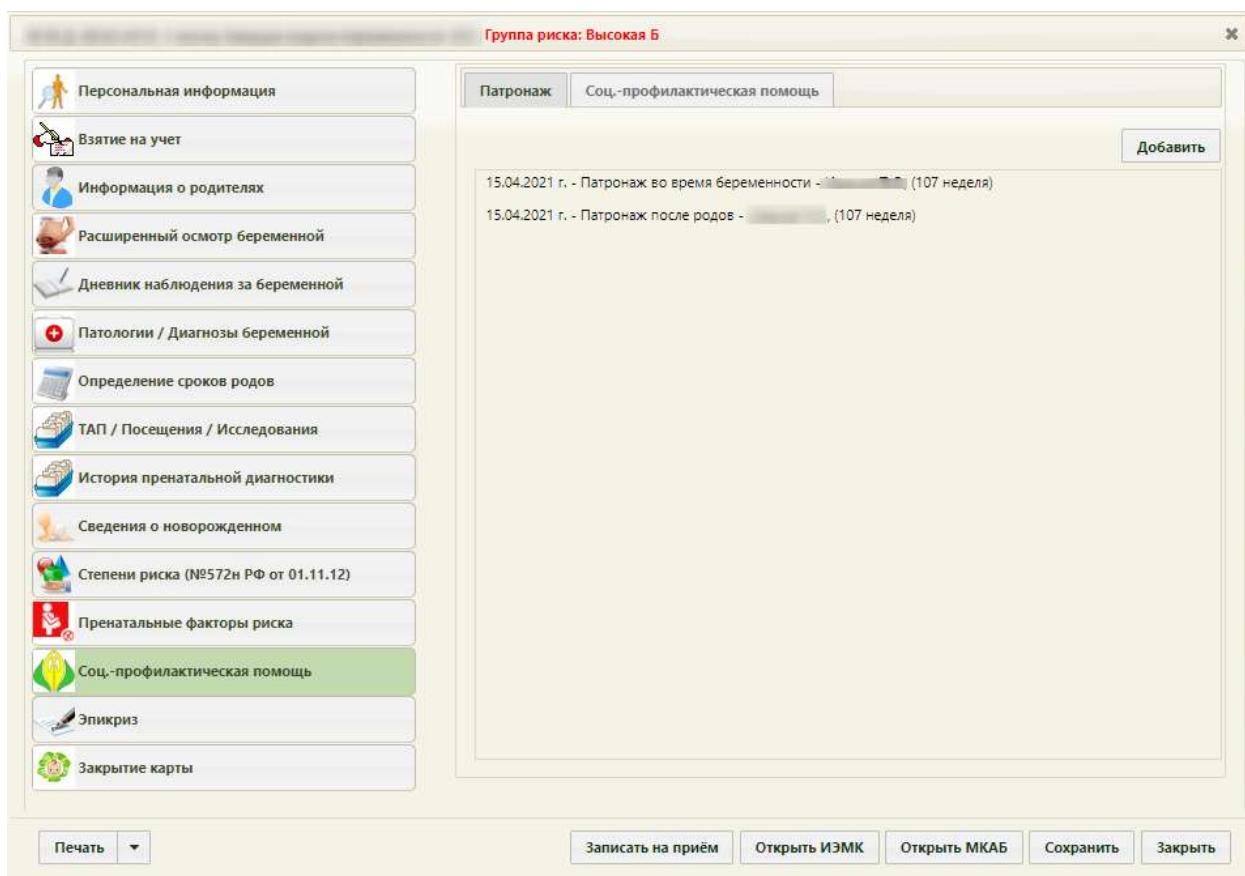 Группа риска: Высокая Б
Персональная информация
Взятие на учет
Информация о родителях
Расширенный осмотр беременной
Дневник наблюдения за беременной
Патологии / Диагнозы беременной
Определение сроков родов
ТАП / Посещения / Исследования
История пренатальной диагностики
Сведения о новорожденном
Степени риска (№572н РФ от 01.11.12)
Пренатальные факторы риска
Соц.-профилактическая помощь
Эпикриз
Закрытие карты
Патронаж
Соц.-профилактическая помощь
Добавить
15.04.2021 г. - Патронаж во время беременности - (107 неделя)
15.04.2021 г. - Патронаж после родов - , (107 неделя)
Печать
Записать на приём
Открыть ИЭМК
Открыть МКАБ
Сохранить
Закрыть